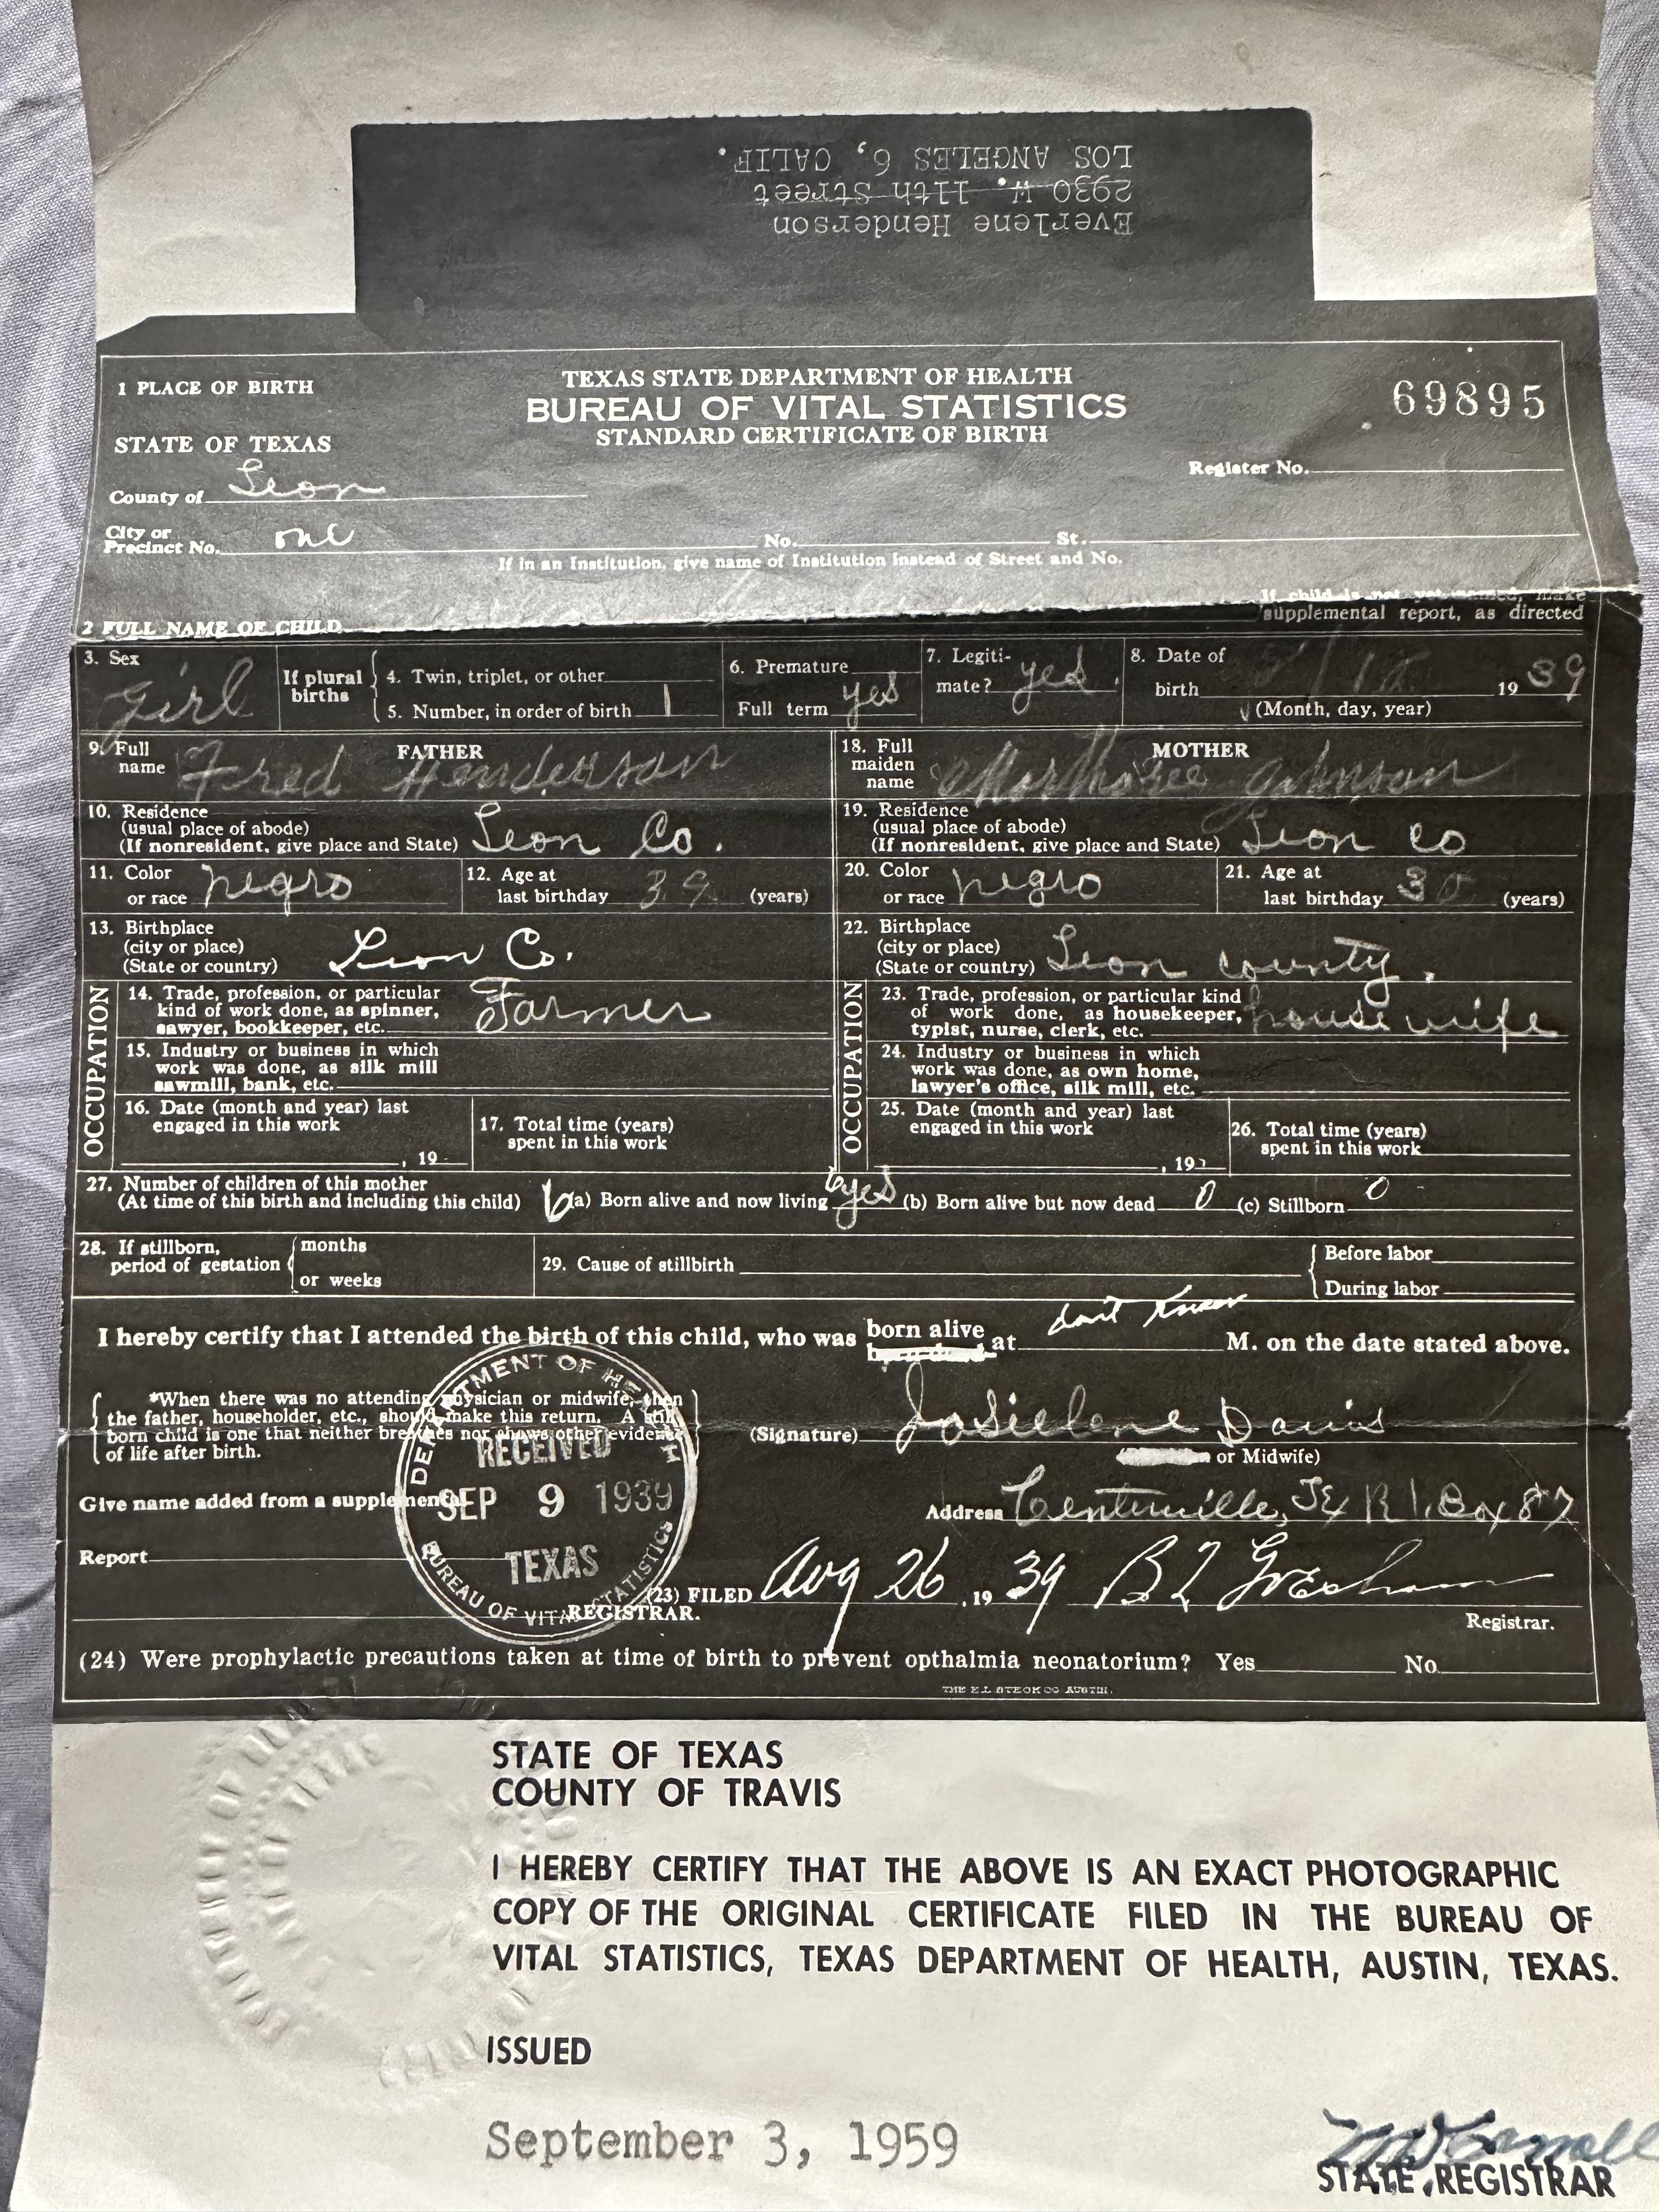 Everlene Henderson
2930 W. 11th Street
LOS ANGELES 6, CALIF.
1 PLACE OF BIRTH
TEXAS STATE DEPARTMENT OF HEALTH
BUREAU OF VITAL STATISTICS
STANDARD CERTIFICATE OF BIRTH
69895
STATE OF TEXAS
Register No.
County of Leon
City or
Precinct No. one No. St.
If in an Institution, give name of Institution instead of Street and No.
If child is not yet named, make
supplemental report, as directed
2 FULL NAME OF CHILD
3. Sex girl
If plural births
4. Twin, triplet, or other
5. Number, in order of birth 1
6. Premature
Full term yes
7. Legiti-
mate? yes.
8. Date of
birth 1939
(Month, day, year)
FATHER
9. Full
name Fred Henderson
10. Residence
(usual place of abode)
(If nonresident, give place and State) Leon Co.
11. Color
or race negro
12. Age at
last birthday 39 (years)
13. Birthplace
(city or place)
(State or country) Leon Co.
OCCUPATION
14. Trade, profession, or particular
kind of work done, as spinner,
sawyer, bookkeeper, etc. Farmer
15. Industry or business in which
work was done, as silk mill
sawmill, bank, etc.
16. Date (month and year) last
engaged in this work
, 19
17. Total time (years)
spent in this work
MOTHER
18. Full
maiden
name
19. Residence
(usual place of abode)
(If nonresident, give place and State) Leon co
20. Color
or race negro
21. Age at
last birthday (years)
22. Birthplace
(city or place)
(State or country) Leon county.
OCCUPATION
23. Trade, profession, or particular kind
of work done, as housekeeper,
typist, nurse, clerk, etc. house wife
24. Industry or business in which
work was done, as own home,
lawyer's office, silk mill, etc.
25. Date (month and year) last
engaged in this work
, 19
26. Total time (years)
spent in this work
27. Number of children of this mother
(At time of this birth and including this child) 6 (a) Born alive and now living 6 yes (b) Born alive but now dead 0 (c) Stillborn 0
28. If stillborn,
period of gestation
months
or weeks
29. Cause of stillbirth
Before labor
During labor
I hereby certify that I attended the birth of this child, who was born alive at dont know M. on the date stated above.
*When there was no attending physician or midwife, then
the father, householder, etc., should make this return. A still
born child is one that neither breathes nor shows other evidence
of life after birth.
(Signature) Davis
or Midwife)
DEPARTMENT OF HEALTH
RECEIVED
SEP 9 1939
TEXAS
BUREAU OF VITAL STATISTICS
Give name added from a supplemental
Address Centerville, Tx R 1. Box 87
Report
(23) FILED Aug 26, 1939 B L Gresham
REGISTRAR.
Registrar.
(24) Were prophylactic precautions taken at time of birth to prevent opthalmia neonatorium? Yes No
THE E.L. STECK CO. AUSTIN.
STATE OF TEXAS
COUNTY OF TRAVIS
I HEREBY CERTIFY THAT THE ABOVE IS AN EXACT PHOTOGRAPHIC
COPY OF THE ORIGINAL CERTIFICATE FILED IN THE BUREAU OF
VITAL STATISTICS, TEXAS DEPARTMENT OF HEALTH, AUSTIN, TEXAS.
ISSUED
September 3, 1959
STATE REGISTRAR